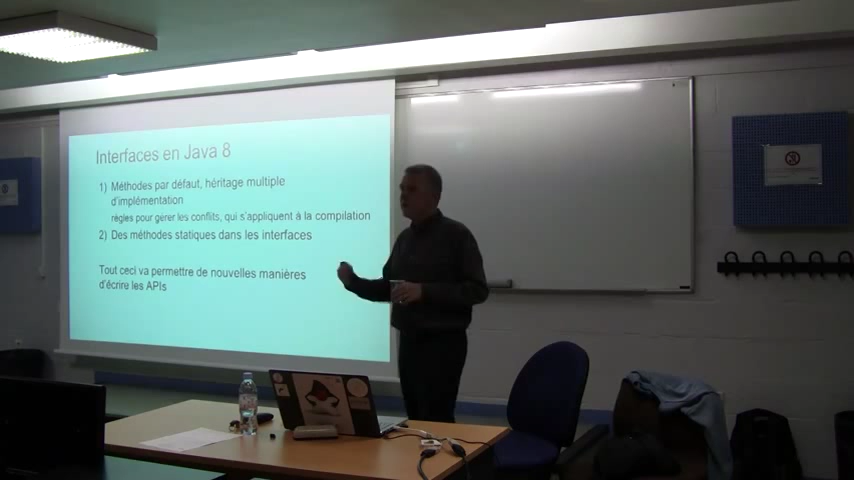 Interfaces en Java 8
1) Méthodes par défaut, héritage multiple
d'implémentation
règles pour gérer les conflits, qui s'appliquent à la compilation
2) Des méthodes statiques dans les interfaces
Tout ceci va permettre de nouvelles manières
d'écrire les APIs